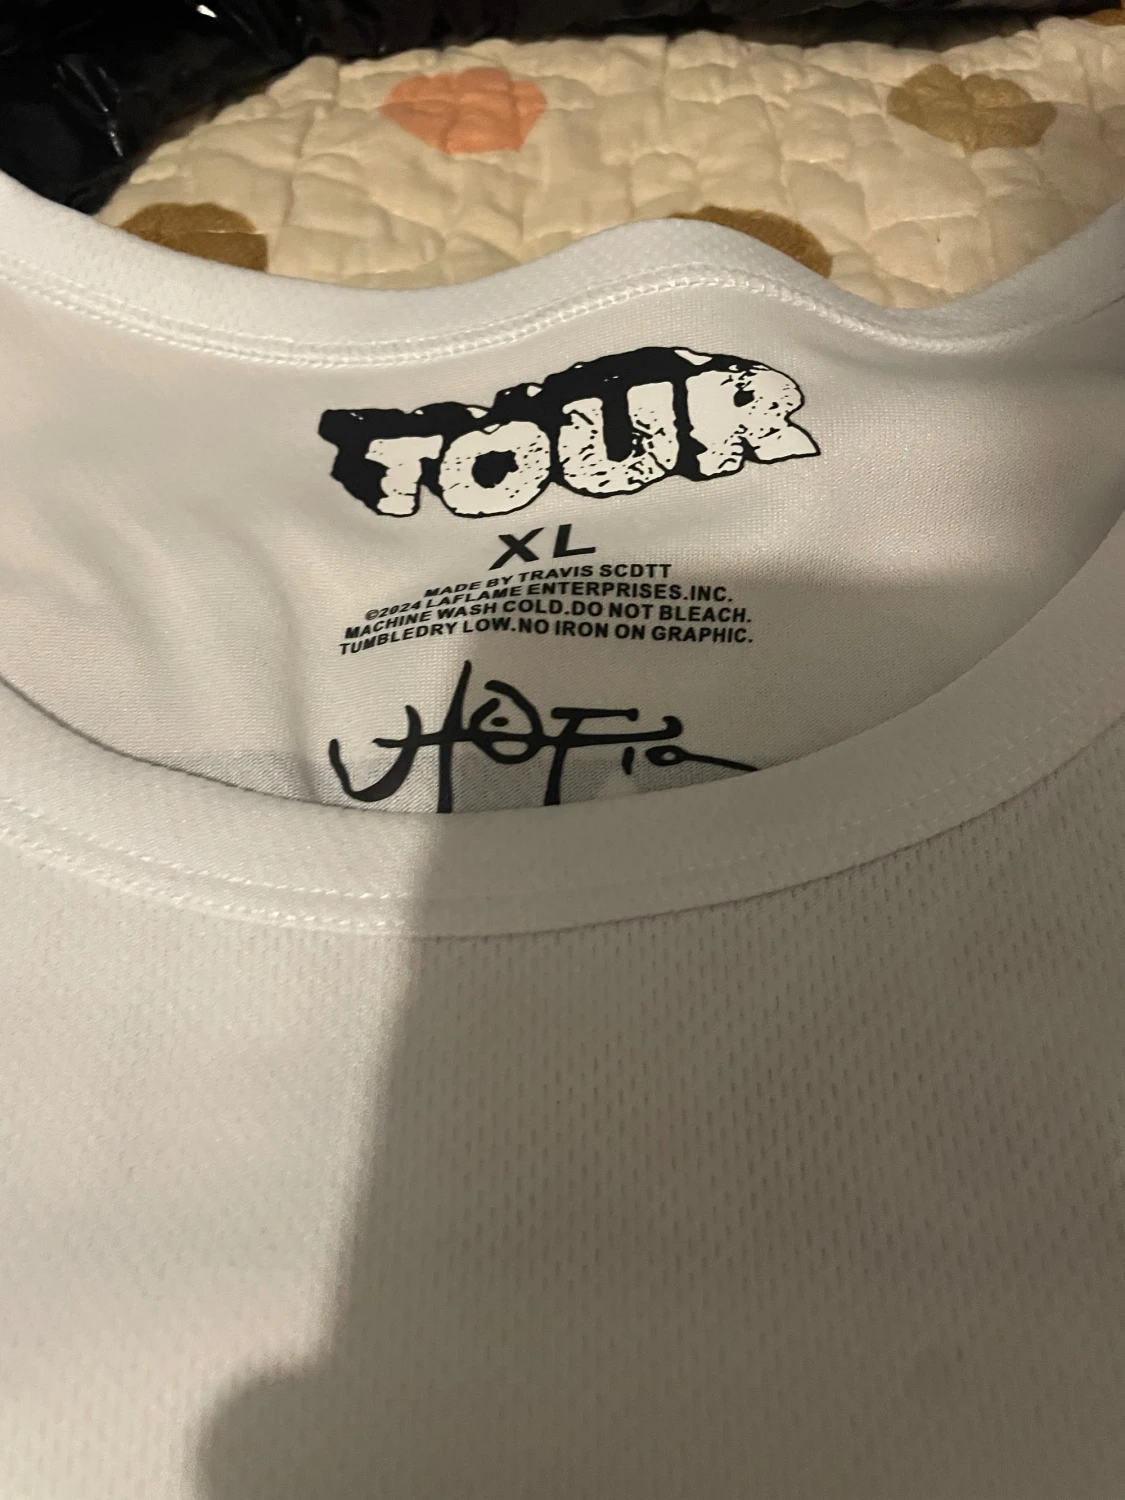 TOUR
XL
MADE BY TRAVIS SCDTT
©2024 LAFLAME ENTERPRISES.INC.
MACHINE WASH COLD.DO NOT BLEACH.
TUMBLEDRY LOW.NO IRON ON GRAPHIC.
UTOPia